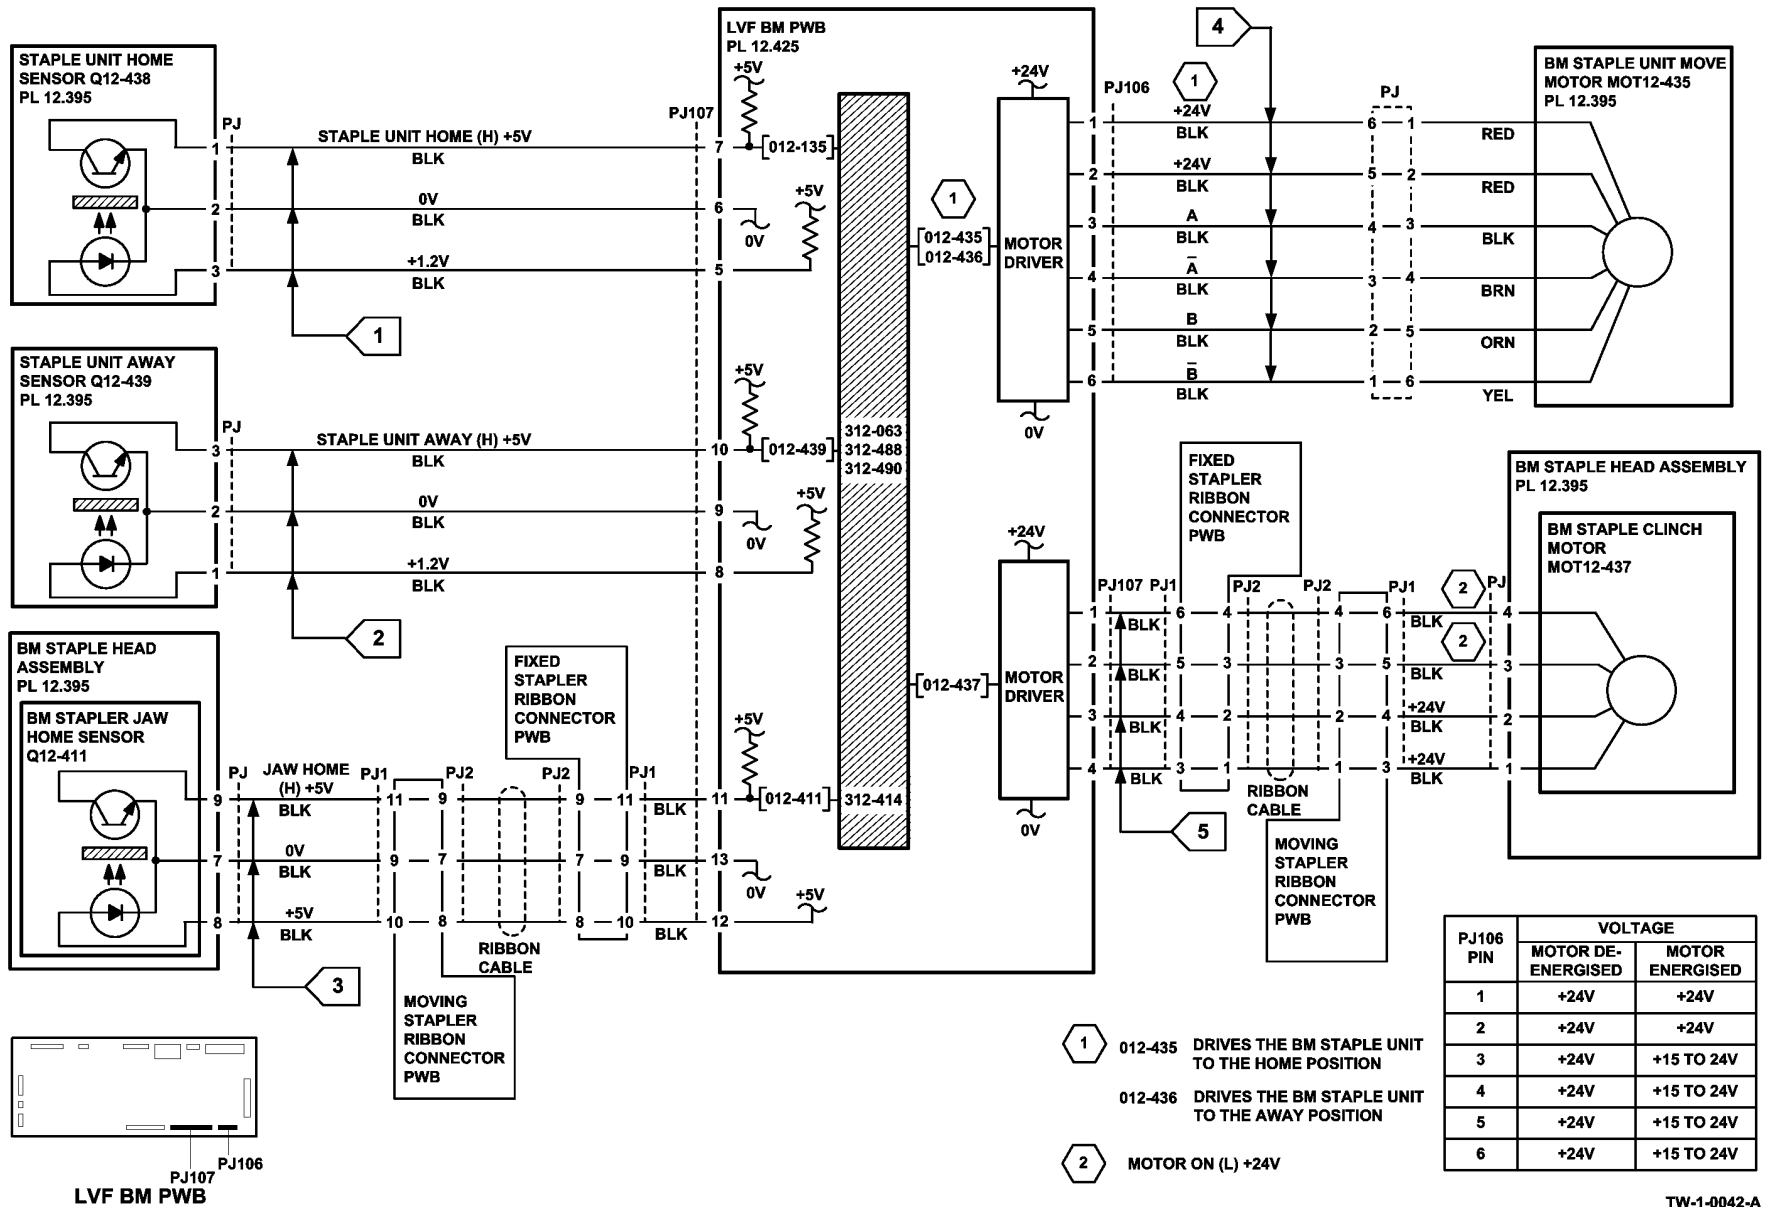 STAPLE UNIT HOME
SENSOR Q12-438
PL 12.395
PJ
1
2
3
STAPLE UNIT HOME (H) +5V
BLK
0V
BLK
+1.2V
BLK
1
PJ107
7
6
5
STAPLE UNIT AWAY
SENSOR Q12-439
PL 12.395
PJ
3
2
1
STAPLE UNIT AWAY (H) +5V
BLK
0V
BLK
+1.2V
BLK
2
10
9
8
BM STAPLE HEAD
ASSEMBLY
PL 12.395
BM STAPLER JAW
HOME SENSOR
Q12-411
PJ
9
7
8
JAW HOME
(H) +5V
BLK
0V
BLK
+5V
BLK
3
PJ1
11
9
10
9
7
8
PJ2
MOVING
STAPLER
RIBBON
CONNECTOR
PWB
RIBBON
CABLE
PJ2
9
7
8
11
9
10
PJ1
FIXED
STAPLER
RIBBON
CONNECTOR
PWB
BLK
BLK
BLK
11
13
12
LVF BM PWB
PL 12.425
+5V
[012-135]
0V
+5V
+5V
[012-439]
0V
+5V
+5V
[012-411]
0V
+5V
312-063
312-488
312-490
312-414
1
[012-435
012-436]
+24V
MOTOR
DRIVER
0V
[012-437]
+24V
MOTOR
DRIVER
0V
4
PJ106
1
1
2
3
4
5
6
+24V
BLK
+24V
BLK
A
BLK
A̅
BLK
B
BLK
B̅
BLK
PJ
6 1
5 2
4 3
3 4
2 5
1 6
RED
RED
BLK
BRN
ORN
YEL
BM STAPLE UNIT MOVE
MOTOR MOT12-435
PL 12.395
PJ107
1
2
3
4
BLK
BLK
BLK
BLK
5
PJ1
6 4
5 3
4 2
3 1
PJ2
FIXED
STAPLER
RIBBON
CONNECTOR
PWB
RIBBON
CABLE
PJ2
4 6
3 5
2 4
1 3
PJ1
MOVING
STAPLER
RIBBON
CONNECTOR
PWB
2
BLK
2
BLK
+24V
BLK
+24V
BLK
PJ
4
3
2
1
BM STAPLE HEAD ASSEMBLY
PL 12.395
BM STAPLE CLINCH
MOTOR
MOT12-437
PJ107
PJ106
LVF BM PWB
1 012-435 DRIVES THE BM STAPLE UNIT
TO THE HOME POSITION
012-436 DRIVES THE BM STAPLE UNIT
TO THE AWAY POSITION
2 MOTOR ON (L) +24V
PJ106
PIN
VOLTAGE
MOTOR DE-
ENERGISED
MOTOR
ENERGISED
1 +24V +24V
2 +24V +24V
3 +24V +15 TO 24V
4 +24V +15 TO 24V
5 +24V +15 TO 24V
6 +24V +15 TO 24V
TW-1-0042-A